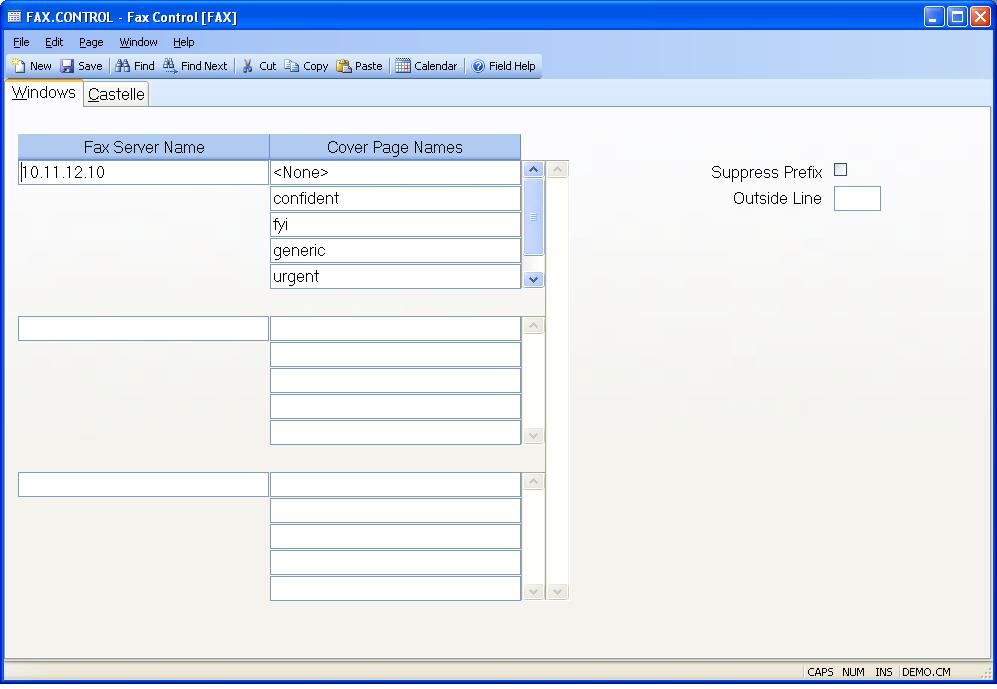 FAX.CONTROL - Fax Control [FAX]
File Edit Page Window Help
New Save Find Find Next Cut Copy Paste Calendar Field Help
Windows Castelle
Fax Server Name Cover Page Names
10.11.12.10 <None> Suppress Prefix
confident Outside Line
fyi
generic
urgent
CAPS NUM INS DEMO.CM